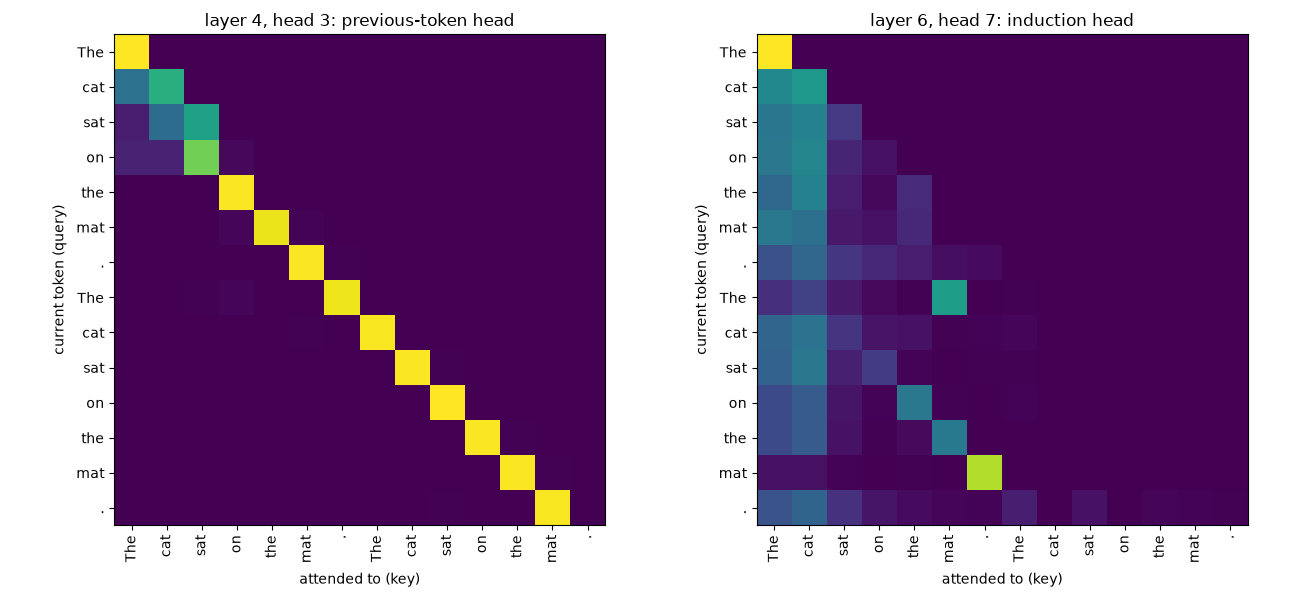 layer 4, head 3: previous-token head
current token (query)
The
cat
sat
on
the
mat
.
The
cat
sat
on
the
mat
.
The
cat
sat
on
the
mat
.
The
cat
sat
on
the
mat
.
attended to (key)
layer 6, head 7: induction head
current token (query)
The
cat
sat
on
the
mat
.
The
cat
sat
on
the
mat
.
The
cat
sat
on
the
mat
.
The
cat
sat
on
the
mat
.
attended to (key)